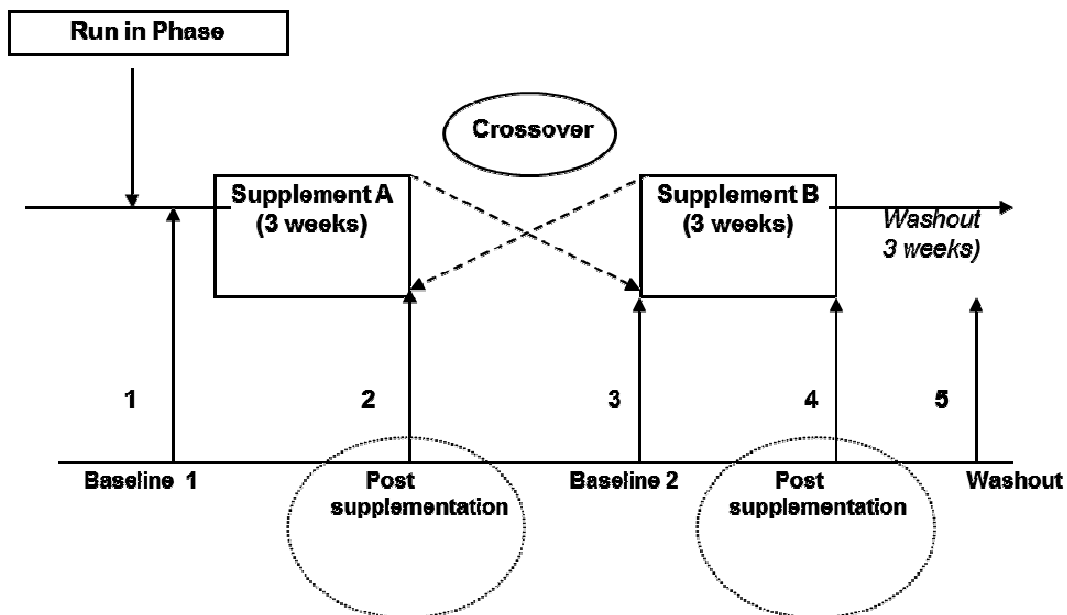 Run in Phase
Crossover
Supplement A
(3 weeks)
Supplement B
(3 weeks)
Washout
3 weeks)
1
2
3
4
5
Baseline 1
Post
supplementation
Baseline 2
Post
supplementation
Washout